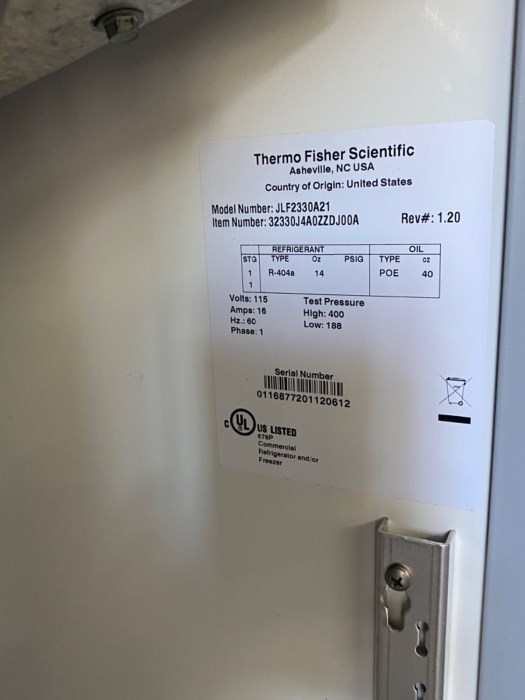 Thermo Fisher Scientific
Asheville, NC USA
Country of Origin: United States
Model Number: JLF2330A21
Item Number: 32330J4A0ZZDJ00A Rev#: 1.20
REFRIGERANT OIL
STG TYPE Oz PSIG TYPE oz
1 R-404a 14 POE 40
1
Volts: 115 Test Pressure
Amps: 16 High: 400
Hz.: 60 Low: 188
Phase: 1
Serial Number
0116877201120612
C UL US LISTED
678P
Commercial
Refrigerator and/or
Freezer